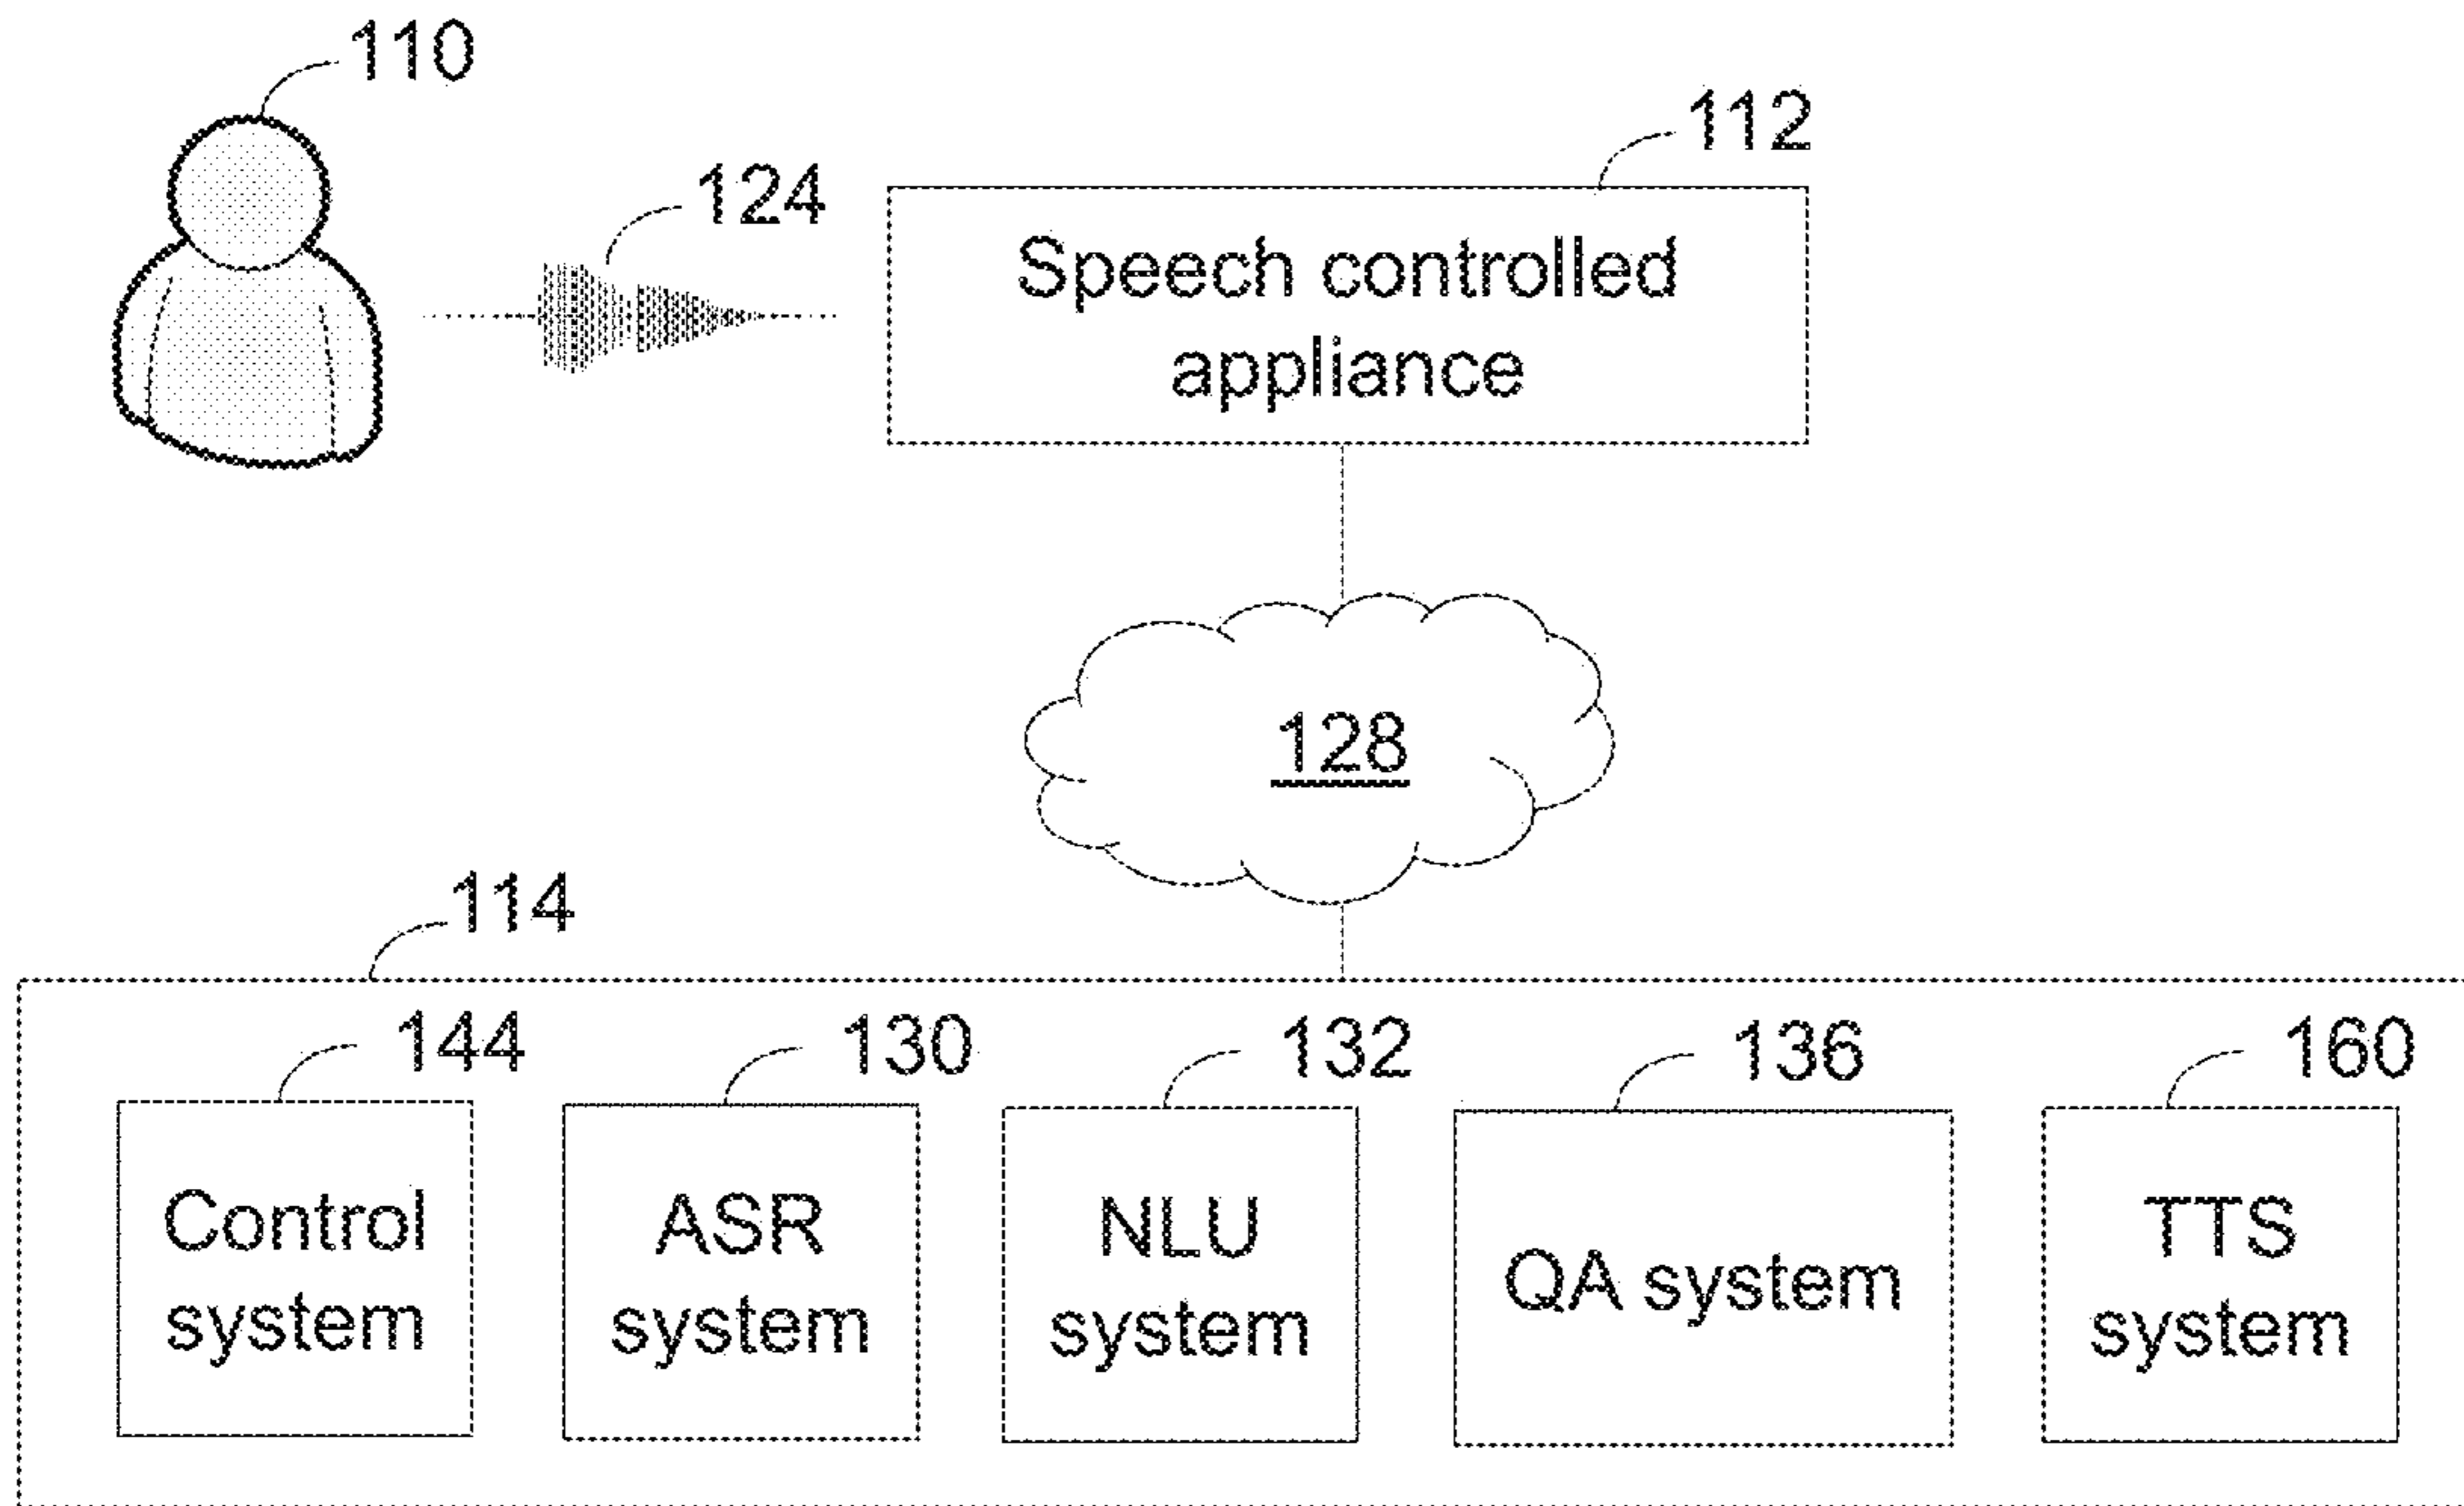 110
112
124
Speech controlled
appliance
128
114
144
130
132
136
160
Control
system
ASR
system
NLU
system
QA system
TTS
system